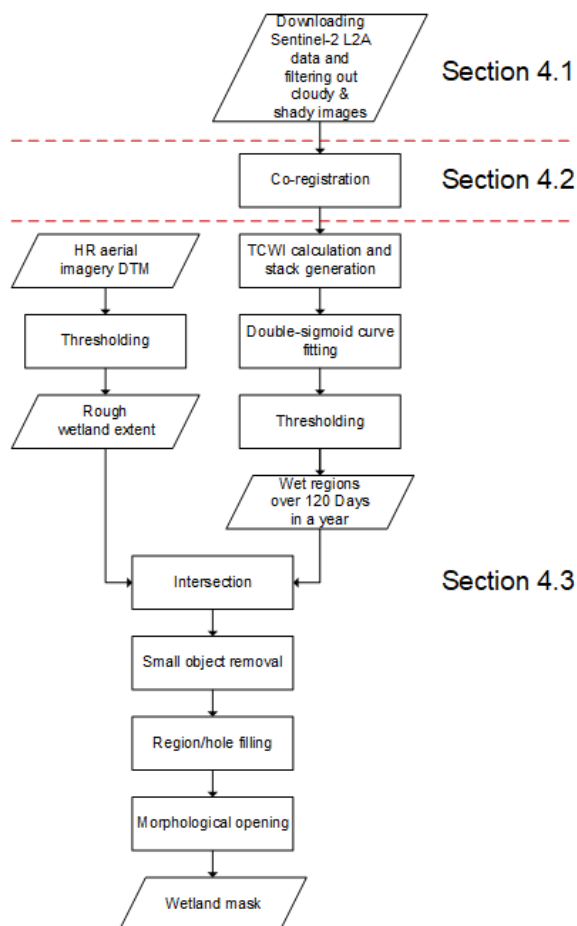 Downloading
Sentinel-2 L2A
data and
filtering out
cloudy &
shady images
Section 4.1
Co-registration
Section 4.2
HR aerial
imagery DTM
TCWI calculation and
stack generation
Thresholding
Double-sigmoid curve
fitting
Rough
wetland extent
Thresholding
Wet regions
over 120 Days
in a year
Intersection
Section 4.3
Small object removal
Region/hole filling
Morphological opening
Wetland mask